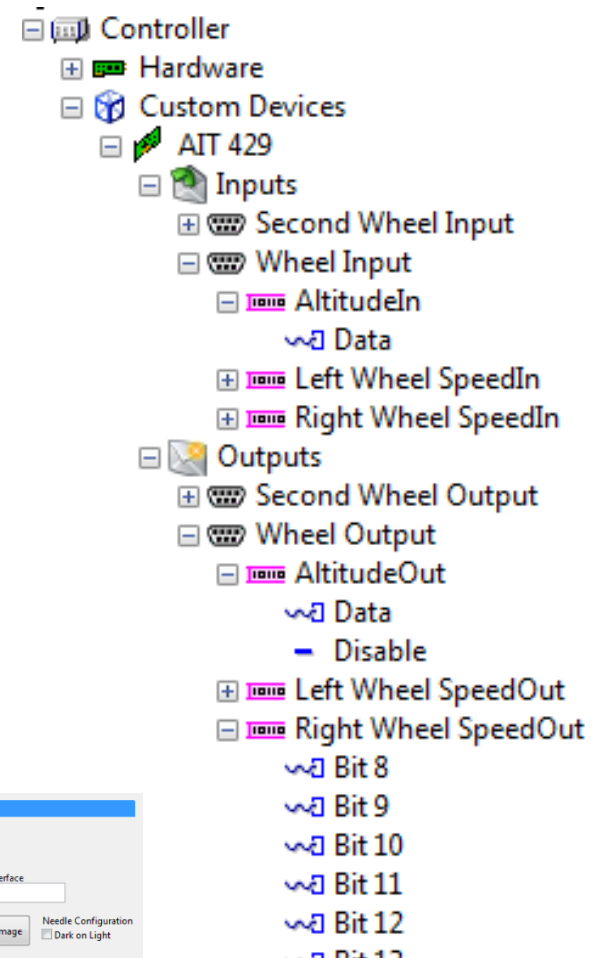 Controller
Hardware
Custom Devices
AIT 429
Inputs
Second Wheel Input
Wheel Input
AltitudeIn
Data
Left Wheel SpeedIn
Right Wheel SpeedIn
Outputs
Second Wheel Output
Wheel Output
AltitudeOut
Data
Disable
Left Wheel SpeedOut
Right Wheel SpeedOut
Bit 8
Bit 9
Bit 10
Bit 11
Bit 12
Bit 13
erface
mage
Needle Configuration
Dark on Light